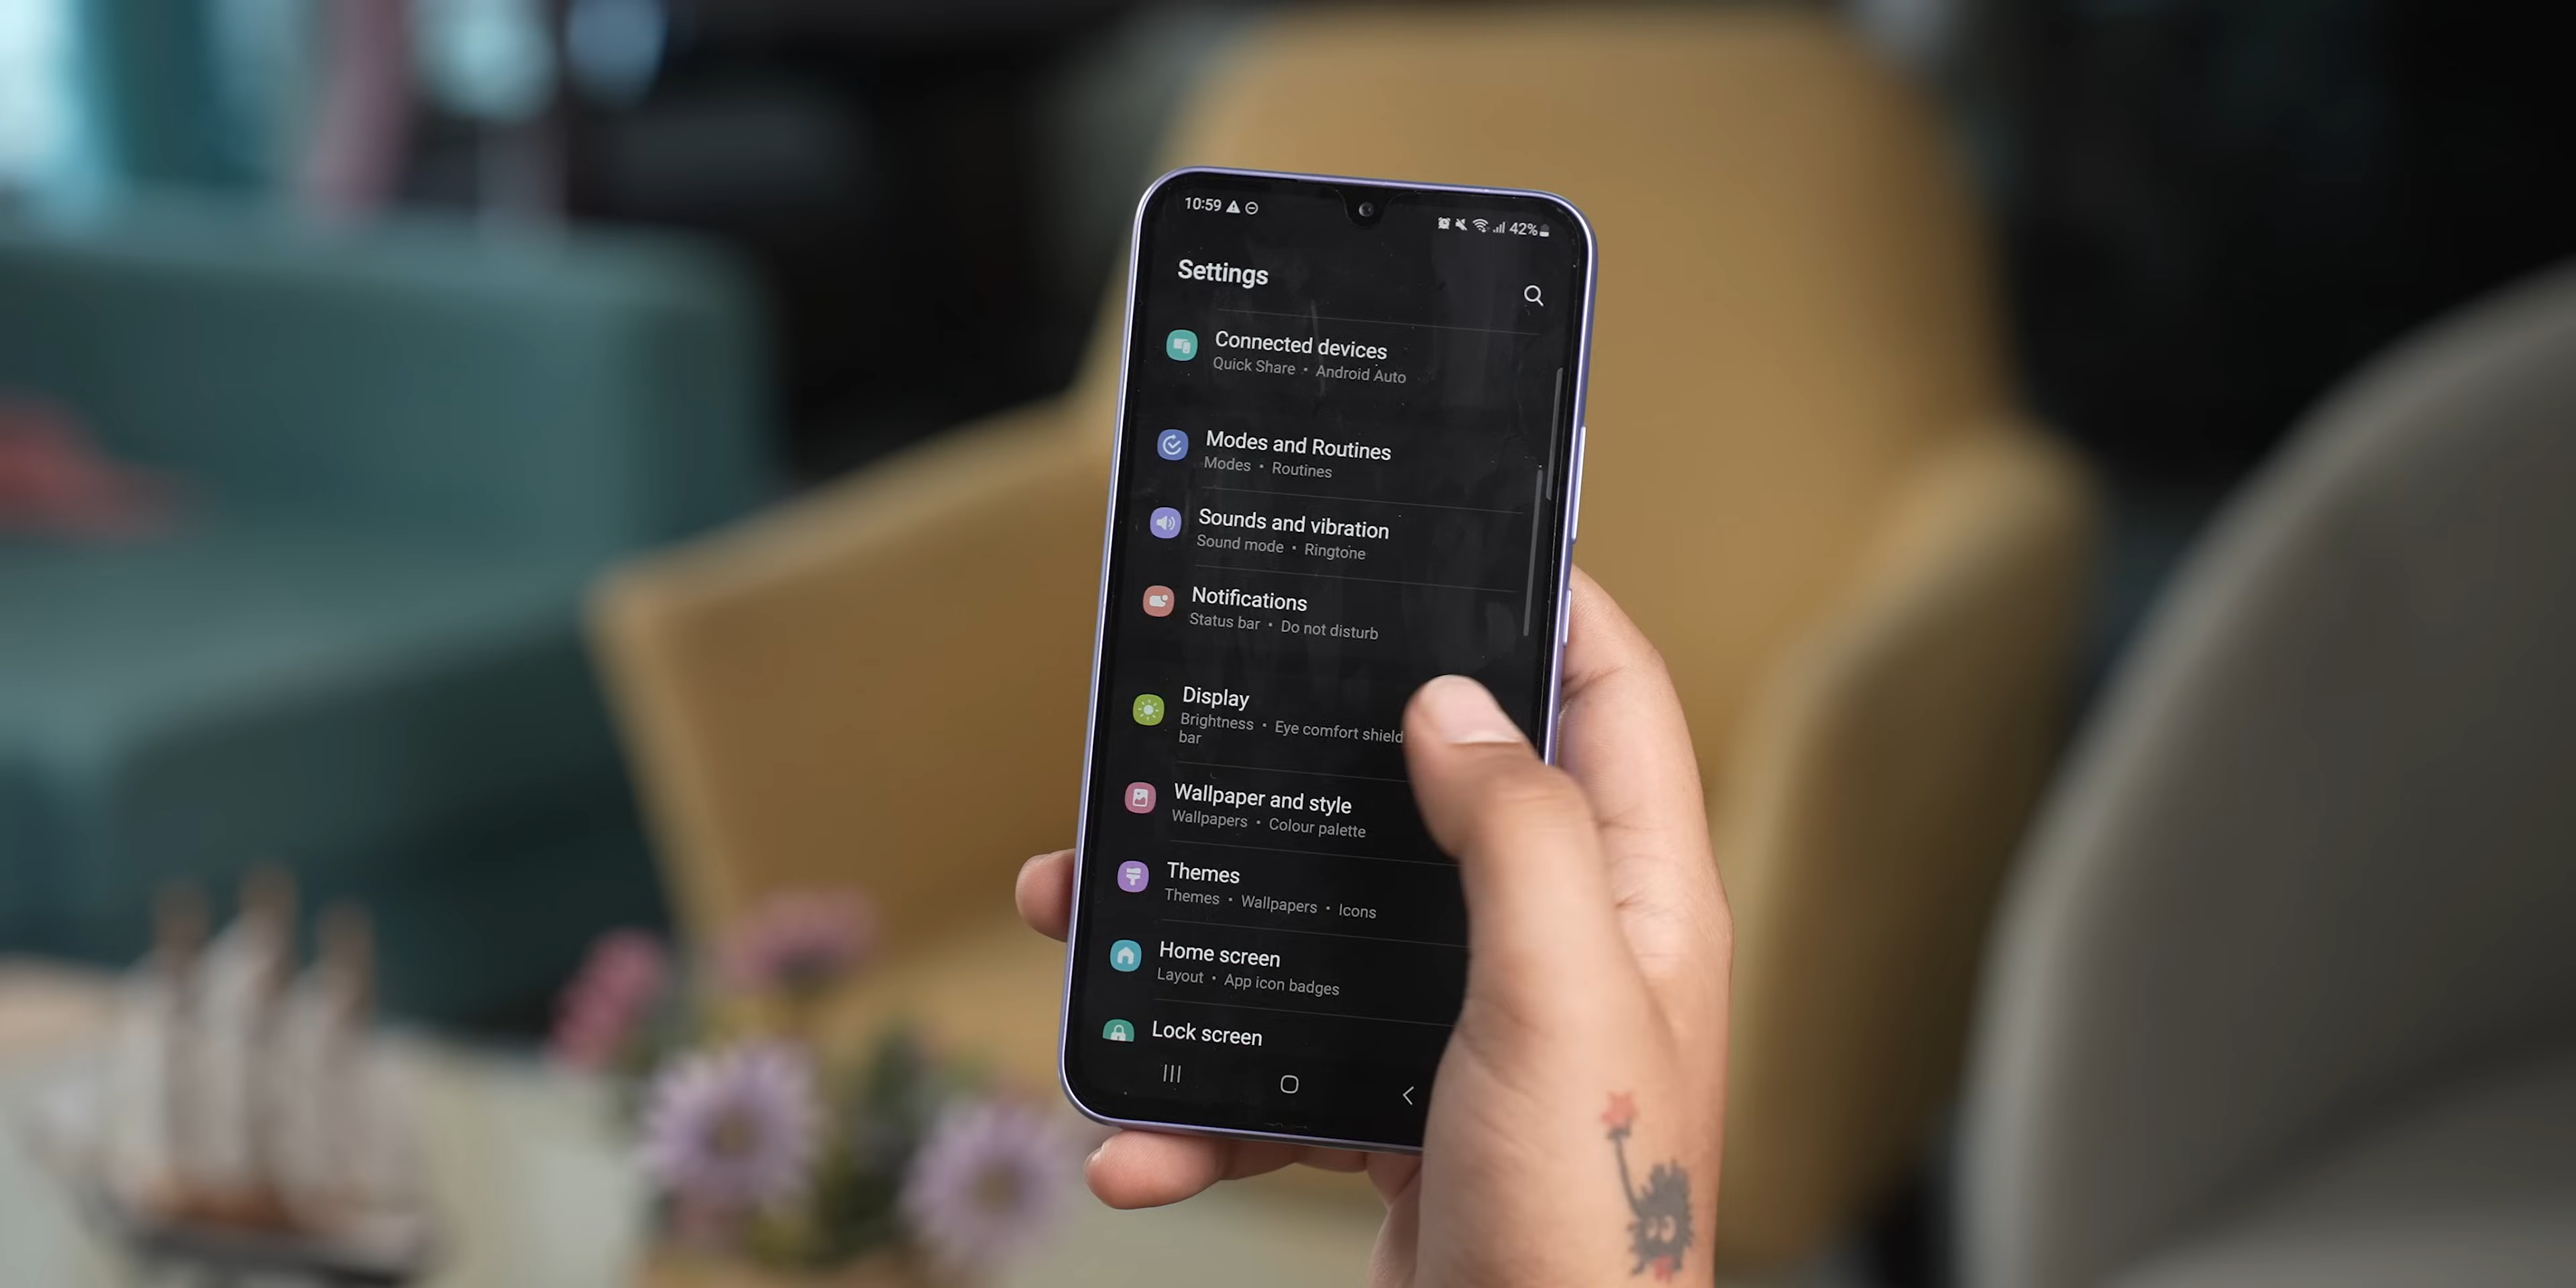 10:59
42%
Settings
Connected devices
Quick Share • Android Auto
Modes and Routines
Modes • Routines
Sounds and vibration
Sound mode • Ringtone
Notifications
Status bar • Do not disturb
Display
Brightness • Eye comfort shield
bar
Wallpaper and style
Wallpapers • Colour palette
Themes
Themes • Wallpapers • Icons
Home screen
Layout • App icon badges
Lock screen